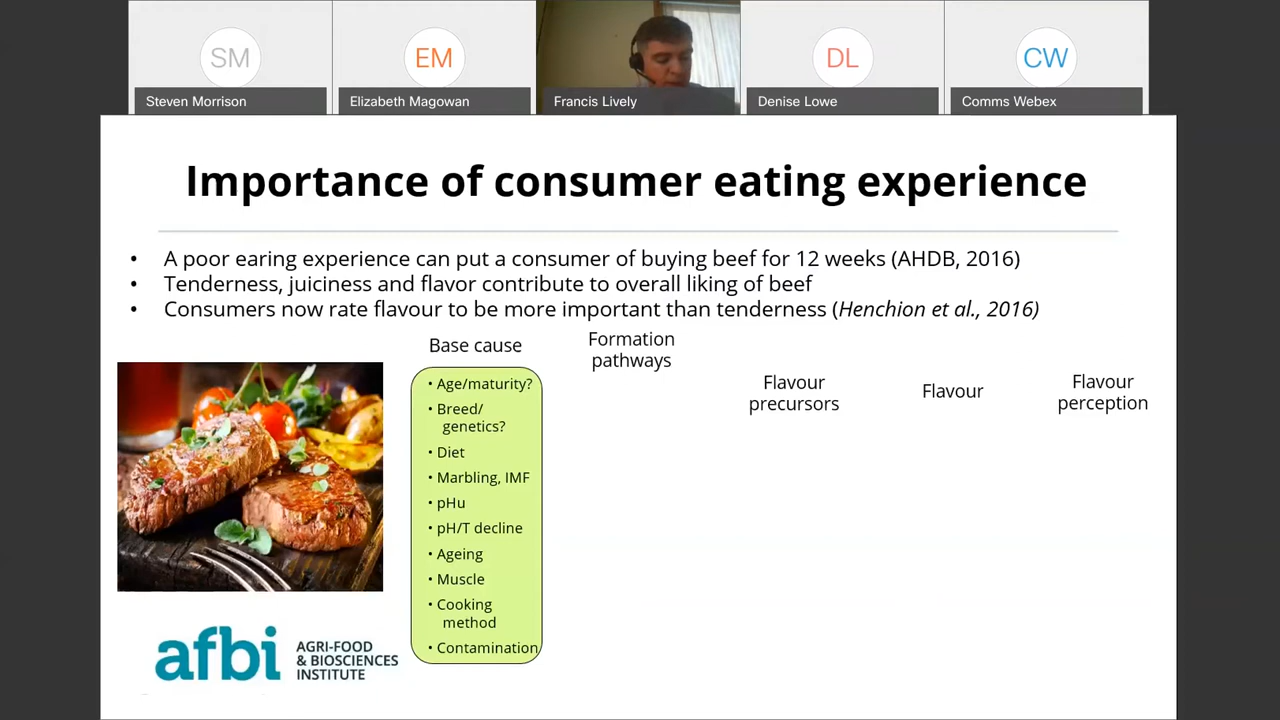 SM
EM
DL
CW
Steven Morrison
Elizabeth Magowan
Francis Lively
Denise Lowe
Comms Webex
Importance of consumer eating experience
• A poor earing experience can put a consumer of buying beef for 12 weeks (AHDB, 2016)
• Tenderness, juiciness and flavor contribute to overall liking of beef
• Consumers now rate flavour to be more important than tenderness (Henchion et al., 2016)
Base cause
Formation
pathways
Flavour
precursors
Flavour
Flavour
perception
• Age/maturity?
• Breed/
genetics?
• Diet
• Marbling, IMF
• pHu
• pH/T decline
• Ageing
• Muscle
• Cooking
method
• Contamination
afbi
AGRI-FOOD
& BIOSCIENCES
INSTITUTE